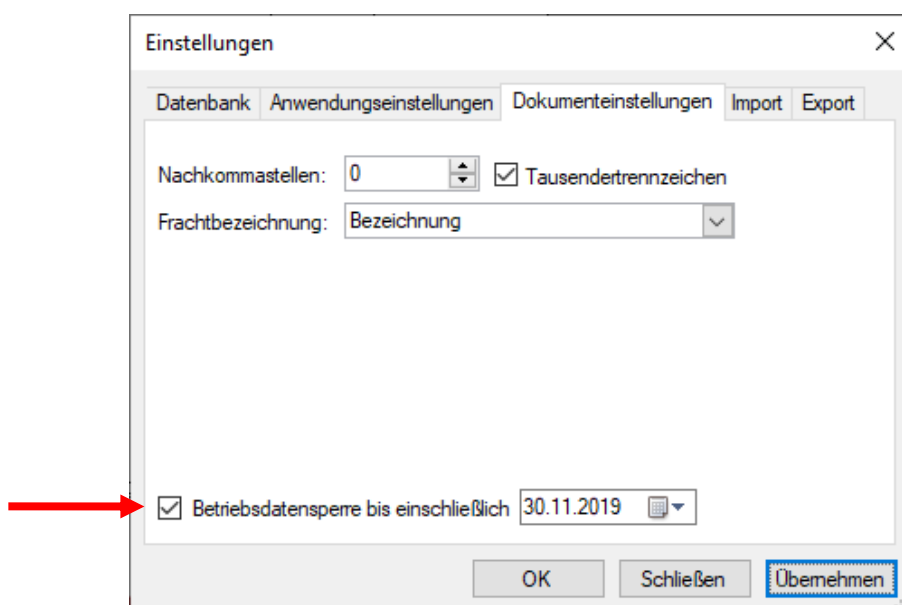 Einstellungen
Datenbank Anwendungseinstellungen Dokumenteinstellungen Import Export
Nachkommastellen: 0 Tausendertrennzeichen
Frachtbezeichnung: Bezeichnung
Betriebsdatensperre bis einschließlich 30.11.2019
OK Schließen Übernehmen